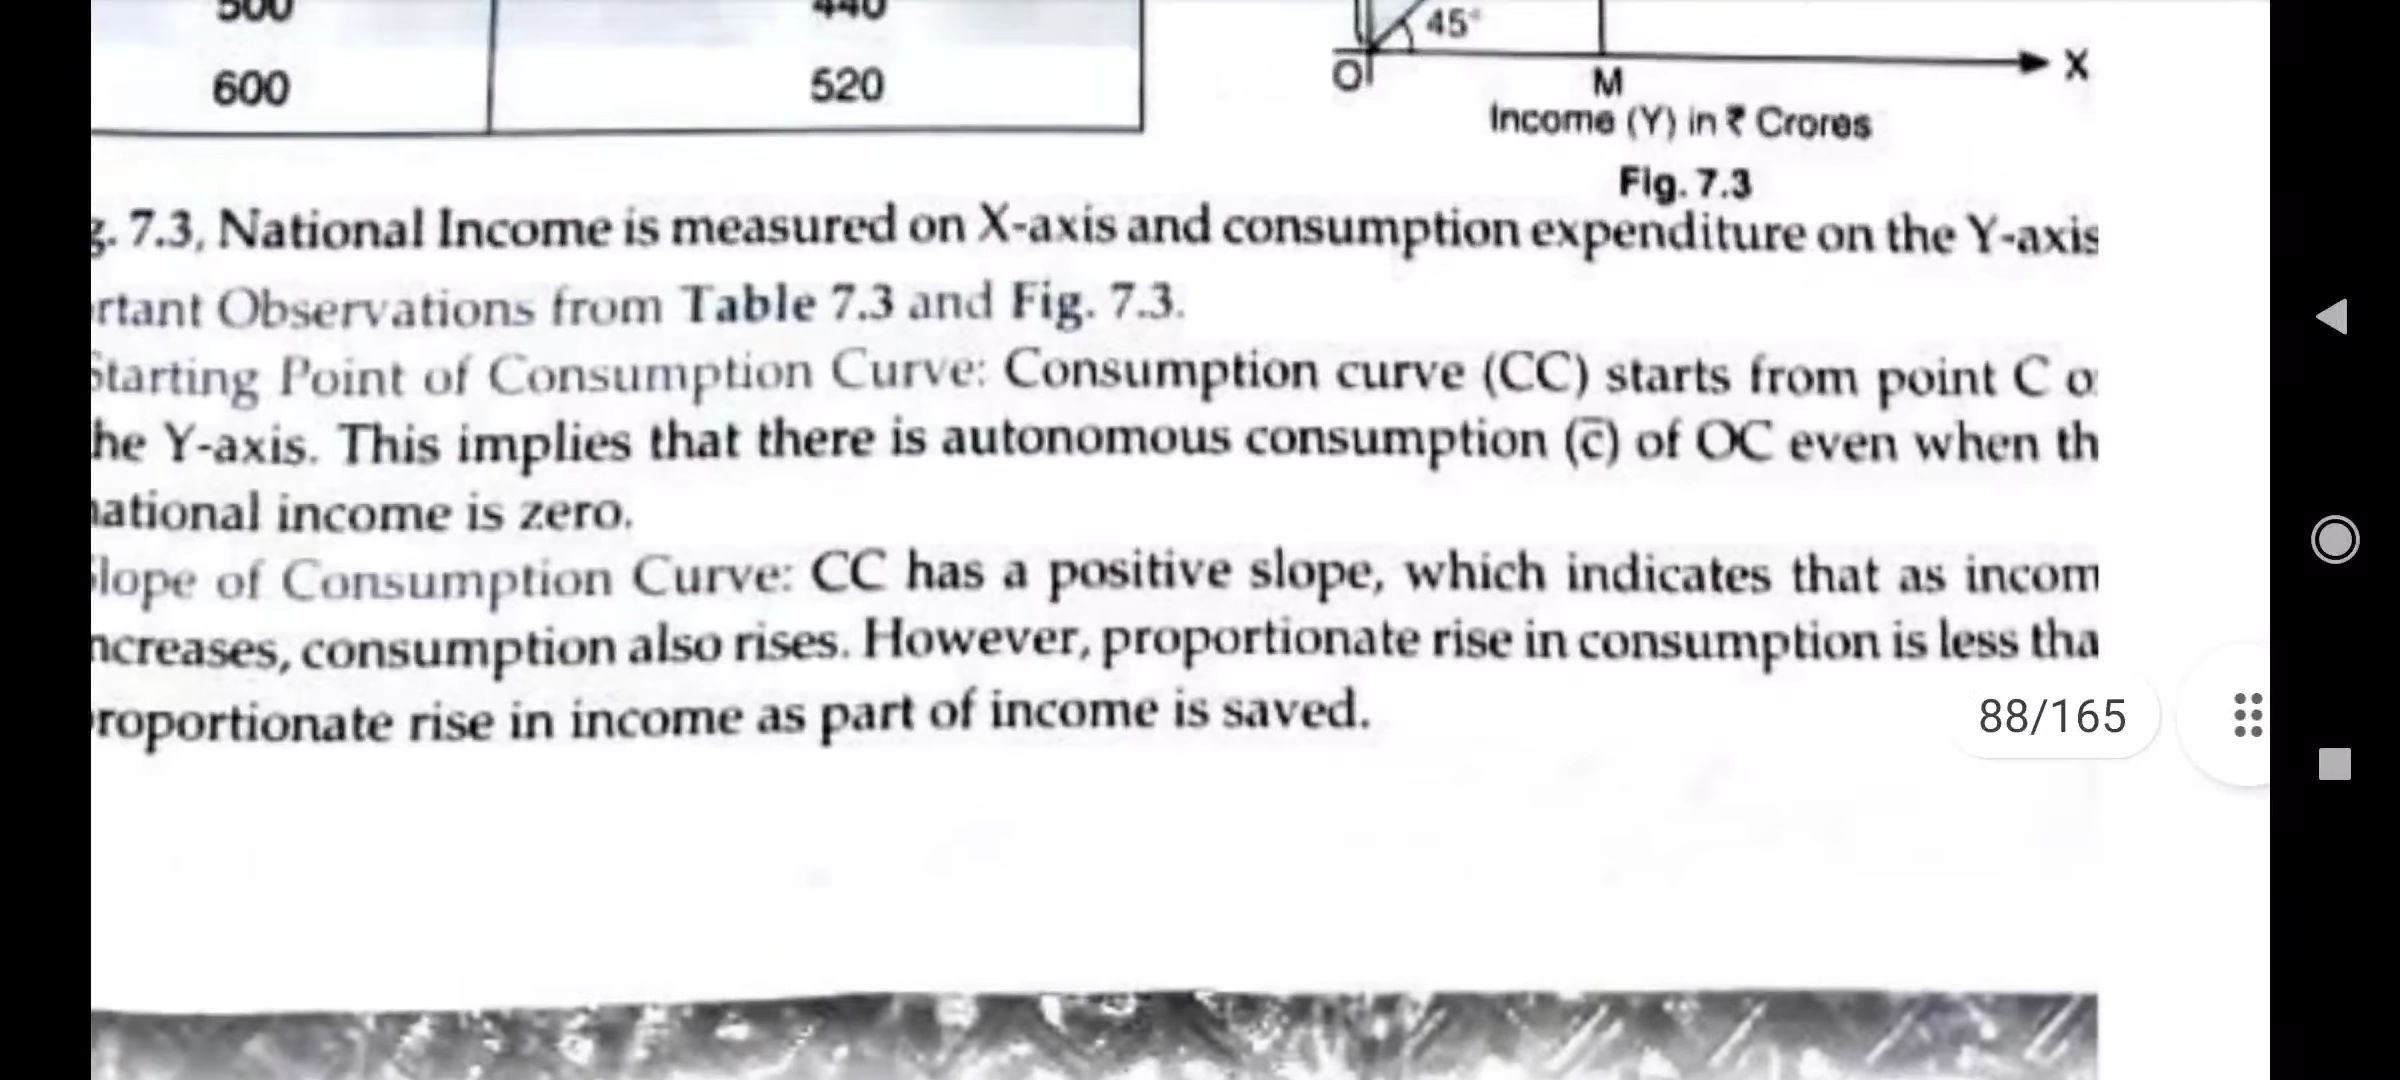 500 440
45°
600 520
O M X
Income (Y) in ₹ Crores
Fig. 7.3
g. 7.3, National Income is measured on X-axis and consumption expenditure on the Y-axis
rtant Observations from Table 7.3 and Fig. 7.3.
Starting Point of Consumption Curve: Consumption curve (CC) starts from point C o
he Y-axis. This implies that there is autonomous consumption (c̅) of OC even when th
national income is zero.
Slope of Consumption Curve: CC has a positive slope, which indicates that as incom
ncreases, consumption also rises. However, proportionate rise in consumption is less tha
roportionate rise in income as part of income is saved.
88/165